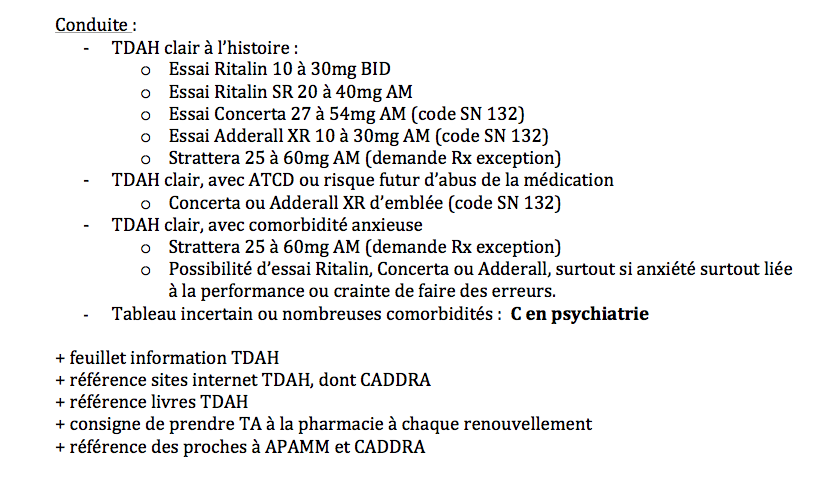 Conduite :
- TDAH clair à l’histoire :
o Essai Ritalin 10 à 30mg BID
o Essai Ritalin SR 20 à 40mg AM
o Essai Concerta 27 à 54mg AM (code SN 132)
o Essai Adderall XR 10 à 30mg AM (code SN 132)
o Strattera 25 à 60mg AM (demande Rx exception)
- TDAH clair, avec ATCD ou risque futur d’abus de la médication
o Concerta ou Adderall XR d’emblée (code SN 132)
- TDAH clair, avec comorbidité anxieuse
o Strattera 25 à 60mg AM (demande Rx exception)
o Possibilité d’essai Ritalin, Concerta ou Adderall, surtout si anxiété surtout liée
à la performance ou crainte de faire des erreurs.
- Tableau incertain ou nombreuses comorbidités : C en psychiatrie
+ feuillet information TDAH
+ référence sites internet TDAH, dont CADDRA
+ référence livres TDAH
+ consigne de prendre TA à la pharmacie à chaque renouvellement
+ référence des proches à APAMM et CADDRA